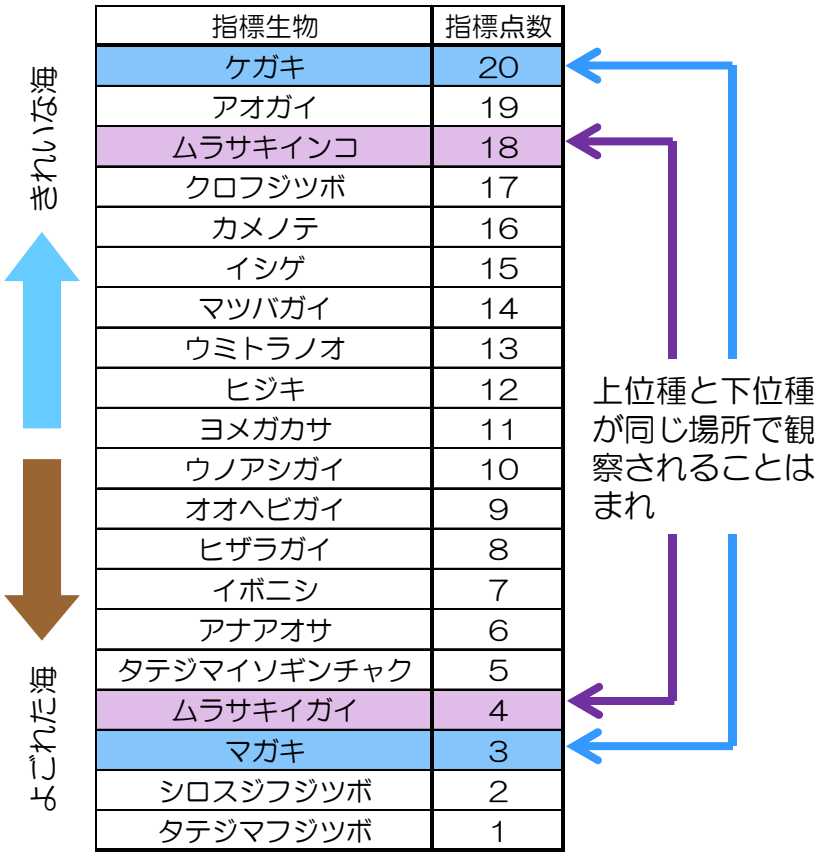 指標生物 指標点数
ケガキ 20
アオガイ 19
ムラサキインコ 18
クロフジツボ 17
カメノテ 16
イシゲ 15
マツバガイ 14
ウミトラノオ 13
ヒジキ 12
ヨメガカサ 11
ウノアシガイ 10
オオヘビガイ 9
ヒザラガイ 8
イボニシ 7
アナアオサ 6
タテジマイソギンチャク 5
ムラサキイガイ 4
マガキ 3
シロスジフジツボ 2
タテジマフジツボ 1
きれいな海
よごれた海
上位種と下位種
が同じ場所で観
察されることは
まれ